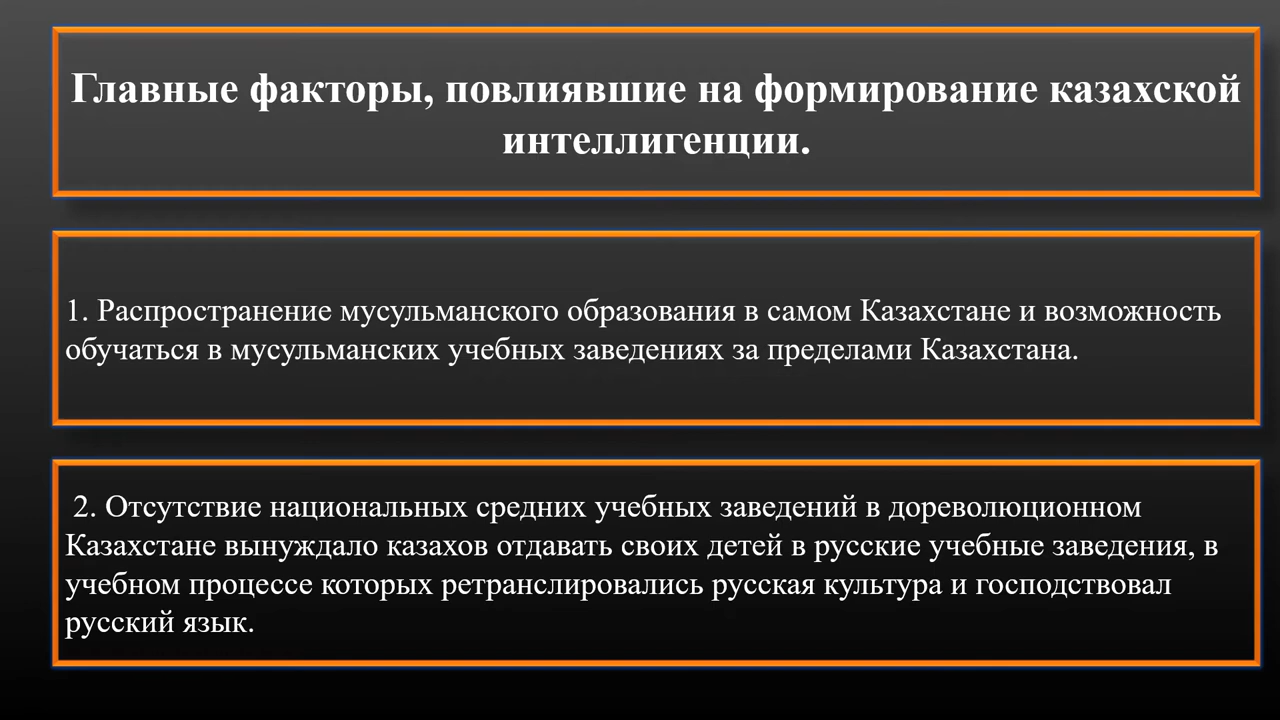 Главные факторы, повлиявшие на формирование казахской
интеллигенции.
1. Распространение мусульманского образования в самом Казахстане и возможность
обучаться в мусульманских учебных заведениях за пределами Казахстана.
2. Отсутствие национальных средних учебных заведений в дореволюционном
Казахстане вынуждало казахов отдавать своих детей в русские учебные заведения, в
учебном процессе которых ретранслировались русская культура и господствовал
русский язык.